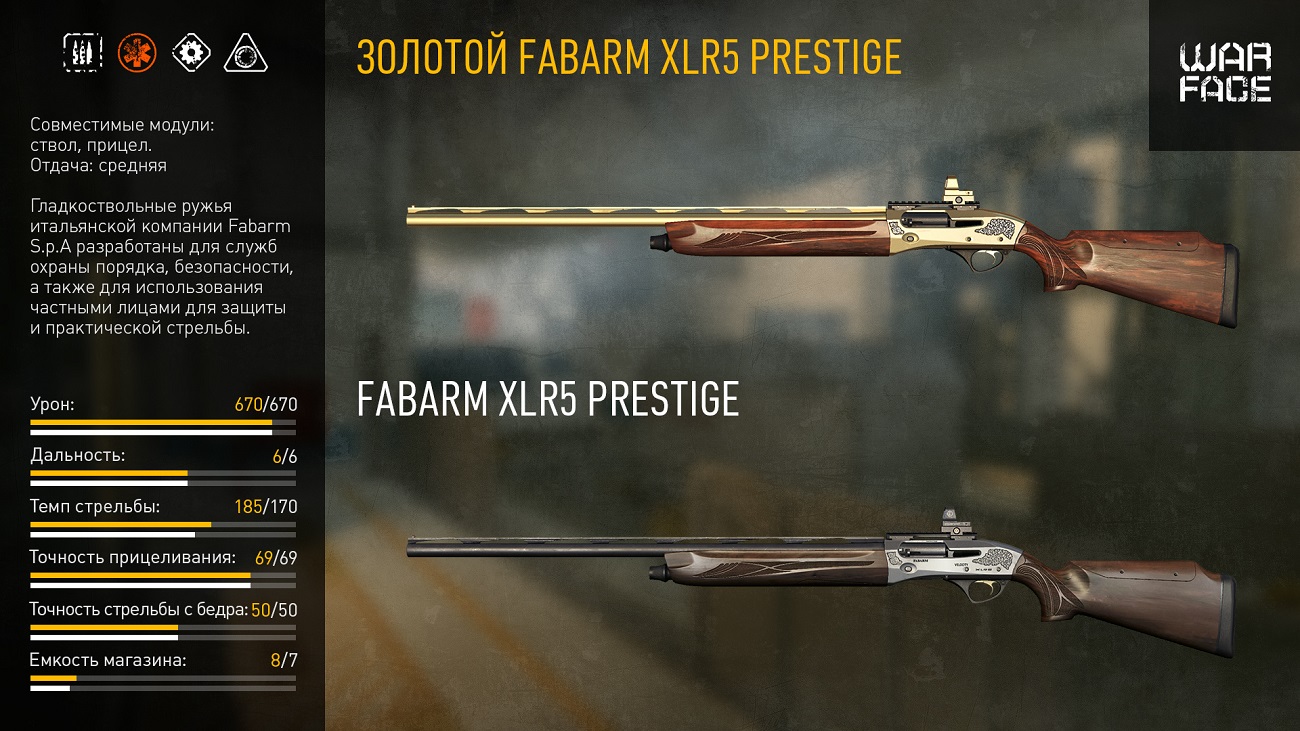 ЗОЛОТОЙ FABARM XLR5 PRESTIGE
WAR
FACE
Совместимые модули:
ствол, прицел.
Отдача: средняя
Гладкоствольные ружья
итальянской компании Fabarm
S.p.A разработаны для служб
охраны порядка, безопасности,
а также для использования
частными лицами для защиты
и практической стрельбы.
Урон: 670/670
Дальность: 6/6
Темп стрельбы: 185/170
Точность прицеливания: 69/69
Точность стрельбы с бедра: 50/50
Емкость магазина: 8/7
FABARM XLR5 PRESTIGE